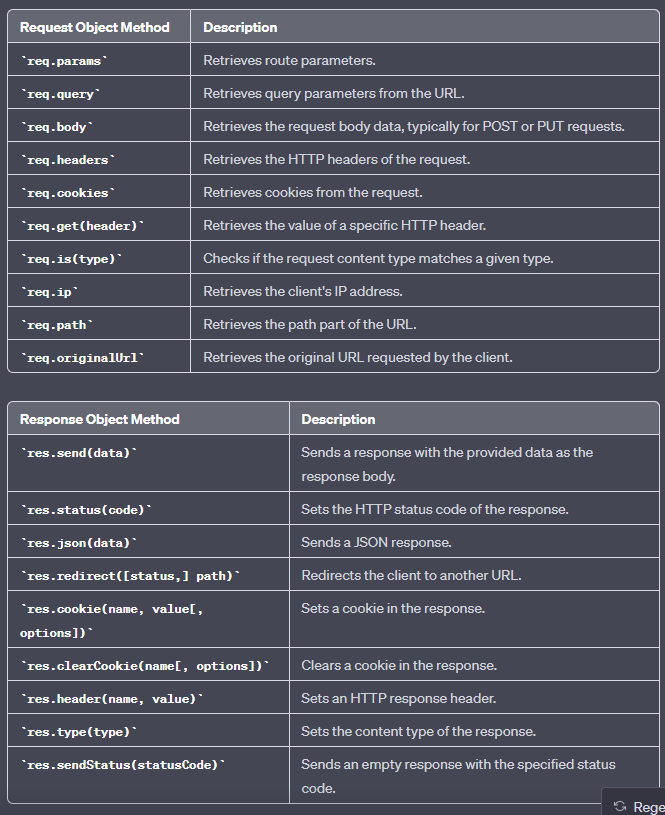 Request Object Method Description
`req.params` Retrieves route parameters.
`req.query` Retrieves query parameters from the URL.
`req.body` Retrieves the request body data, typically for POST or PUT requests.
`req.headers` Retrieves the HTTP headers of the request.
`req.cookies` Retrieves cookies from the request.
`req.get(header)` Retrieves the value of a specific HTTP header.
`req.is(type)` Checks if the request content type matches a given type.
`req.ip` Retrieves the client's IP address.
`req.path` Retrieves the path part of the URL.
`req.originalUrl` Retrieves the original URL requested by the client.
Response Object Method Description
`res.send(data)` Sends a response with the provided data as the
response body.
`res.status(code)` Sets the HTTP status code of the response.
`res.json(data)` Sends a JSON response.
`res.redirect([status,] path)` Redirects the client to another URL.
`res.cookie(name, value[, Sets a cookie in the response.
options])`
`res.clearCookie(name[, options])` Clears a cookie in the response.
`res.header(name, value)` Sets an HTTP response header.
`res.type(type)` Sets the content type of the response.
`res.sendStatus(statusCode)` Sends an empty response with the specified status
code.
Rege